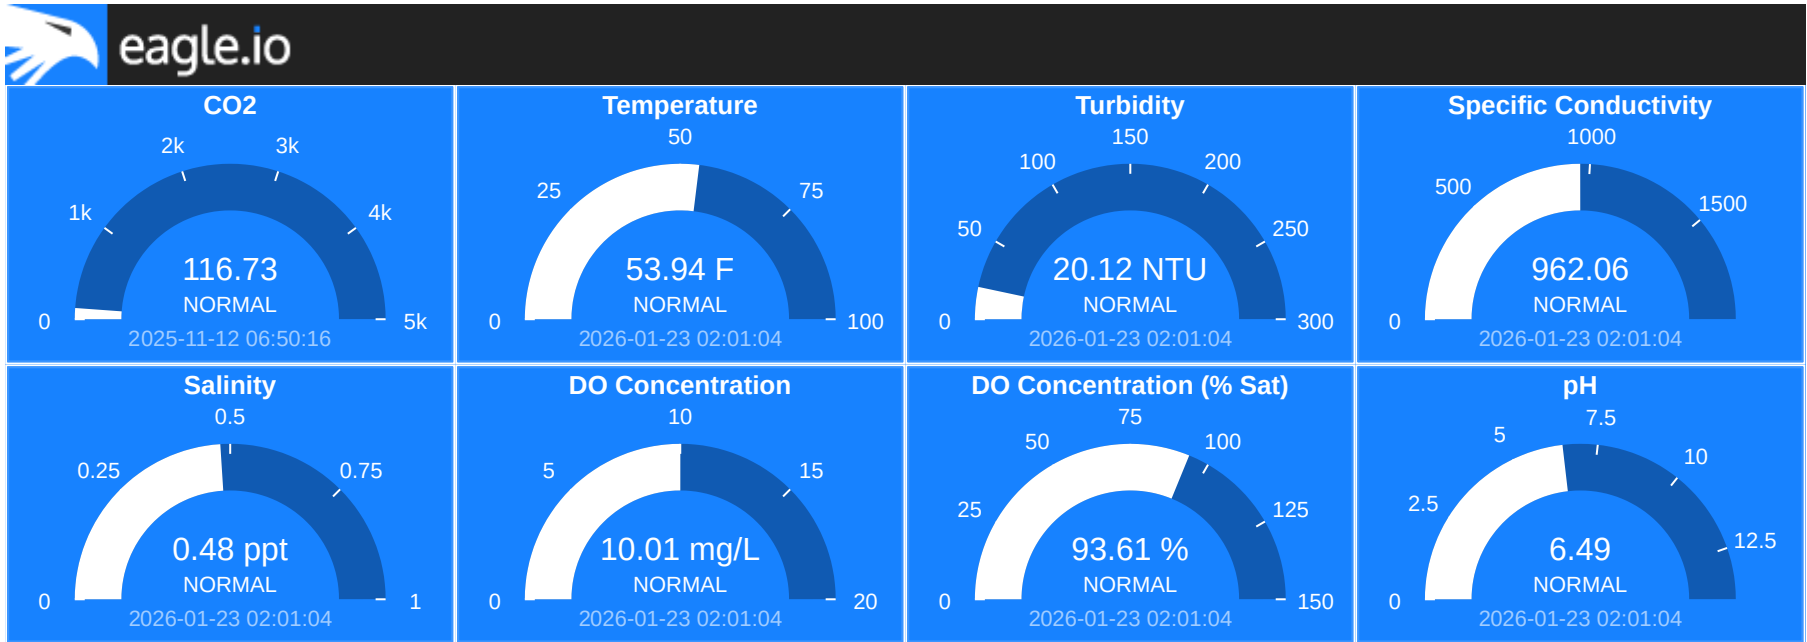 eagle.io
CO2
0
1k
2k
3k
4k
5k
116.73
NORMAL
2025-11-12 06:50:16
Temperature
0
25
50
75
100
53.94 F
NORMAL
2026-01-23 02:01:04
Turbidity
0
50
100
150
200
250
300
20.12 NTU
NORMAL
2026-01-23 02:01:04
Specific Conductivity
0
500
1000
1500
962.06
NORMAL
2026-01-23 02:01:04
Salinity
0
0.25
0.5
0.75
1
0.48 ppt
NORMAL
2026-01-23 02:01:04
DO Concentration
0
5
10
15
20
10.01 mg/L
NORMAL
2026-01-23 02:01:04
DO Concentration (% Sat)
0
25
50
75
100
125
150
93.61 %
NORMAL
2026-01-23 02:01:04
pH
0
2.5
5
7.5
10
12.5
6.49
NORMAL
2026-01-23 02:01:04